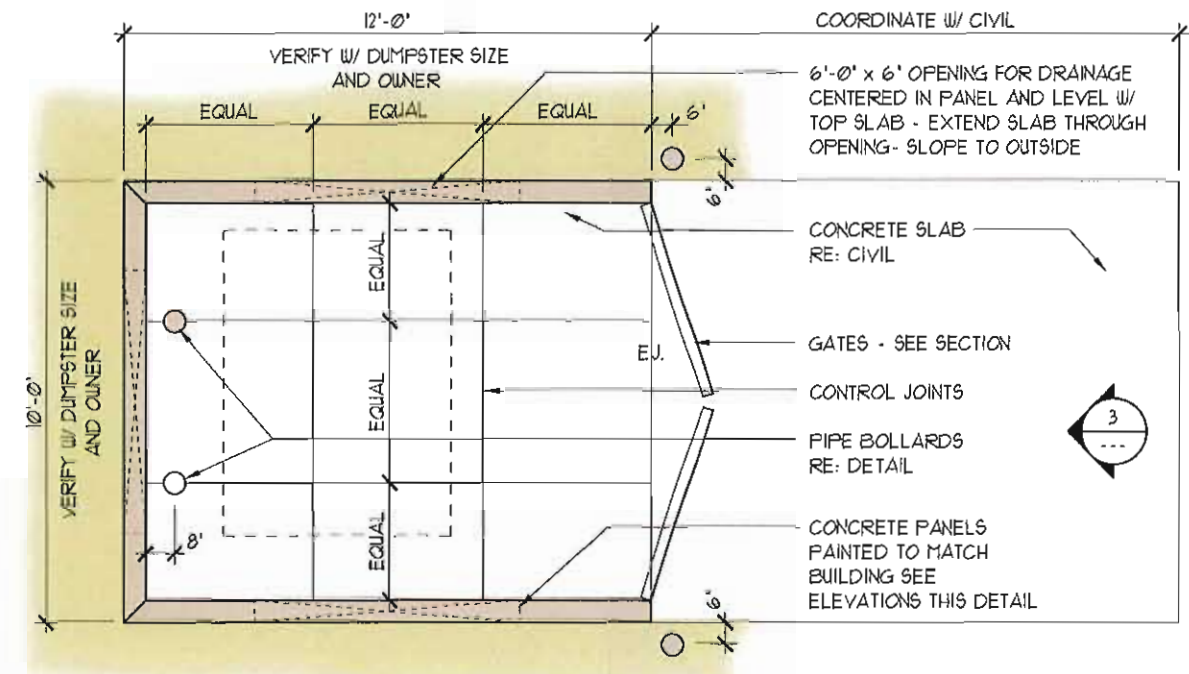 12'-0"
COORDINATE W/ CIVIL
VERIFY W/ DUMPSTER SIZE
AND OWNER
EQUAL
EQUAL
EQUAL
6"
6'-0" x 6" OPENING FOR DRAINAGE
CENTERED IN PANEL AND LEVEL W/
TOP SLAB - EXTEND SLAB THROUGH
OPENING- SLOPE TO OUTSIDE
6"
CONCRETE SLAB
RE: CIVIL
EQUAL
10'-0"
VERIFY W/ DUMPSTER SIZE
AND OWNER
E.J.
GATES - SEE SECTION
EQUAL
CONTROL JOINTS
3
---
PIPE BOLLARDS
RE: DETAIL
8"
EQUAL
CONCRETE PANELS
PAINTED TO MATCH
BUILDING SEE
ELEVATIONS THIS DETAIL
6"